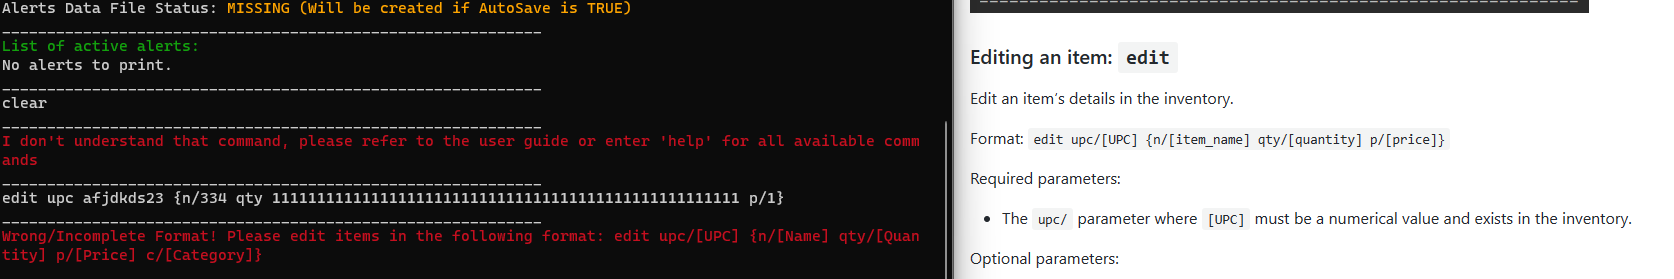 Alerts Data File Status: MISSING (Will be created if AutoSave is TRUE)
____________________________________________________________
List of active alerts:
No alerts to print.
____________________________________________________________
clear
____________________________________________________________
I don't understand that command, please refer to the user guide or enter 'help' for all available comm
ands
____________________________________________________________
edit upc afjdkds23 {n/334 qty 1111111111111111111111111111111111111111111111111111 p/1}
____________________________________________________________
Wrong/Incomplete Format! Please edit items in the following format: edit upc/[UPC] {n/[Name] qty/[Quan
tity] p/[Price] c/[Category]}
Editing an item: edit
Edit an item's details in the inventory.
Format: edit upc/[UPC] {n/[item_name] qty/[quantity] p/[price]}
Required parameters:
• The upc/ parameter where [UPC] must be a numerical value and exists in the inventory.
Optional parameters: